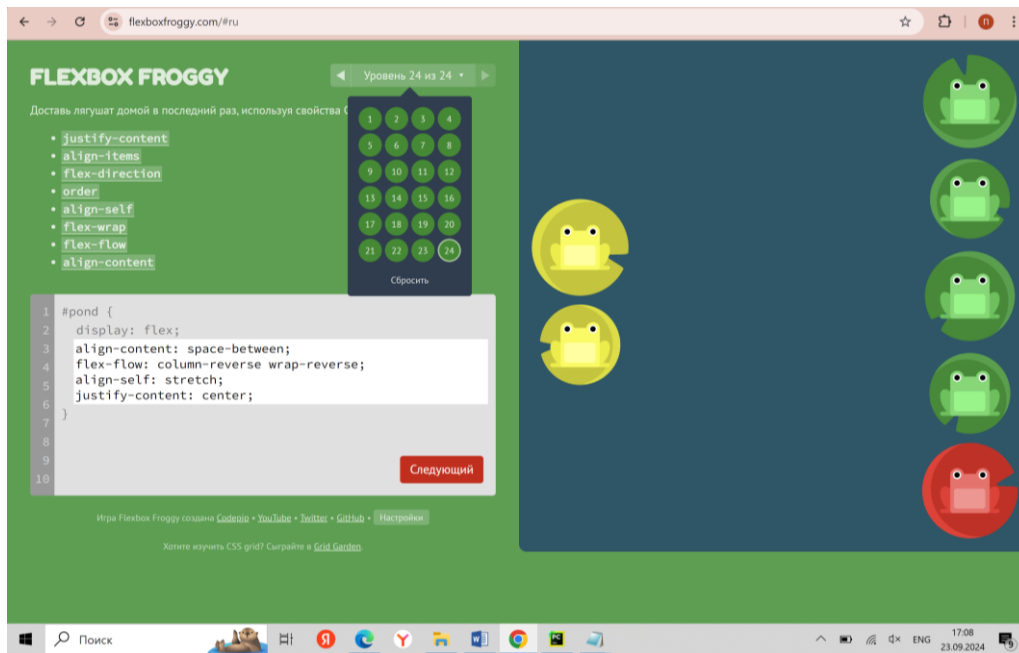 flexboxfroggy.com/#ru
п
FLEXBOX FROGGY
Уровень 24 из 24
Доставь лягушат домой в последний раз, используя свойства
justify-content
align-items
flex-direction
order
align-self
flex-wrap
flex-flow
align-content
1 2 3 4
5 6 7 8
9 10 11 12
13 14 15 16
17 18 19 20
21 22 23 24
Сбросить
1 #pond {
2 display: flex;
3 align-content: space-between;
4 flex-flow: column-reverse wrap-reverse;
5 align-self: stretch;
6 justify-content: center;
7 }
8
9
10
Следующий
Игра Flexbox Froggy создана Codepip • YouTube • Twitter • GitHub • Настройки
Хотите изучить CSS grid? Сыграйте в Grid Garden.
Поиск
Я
Y
W
PC
ENG
17:08
23.09.2024
9